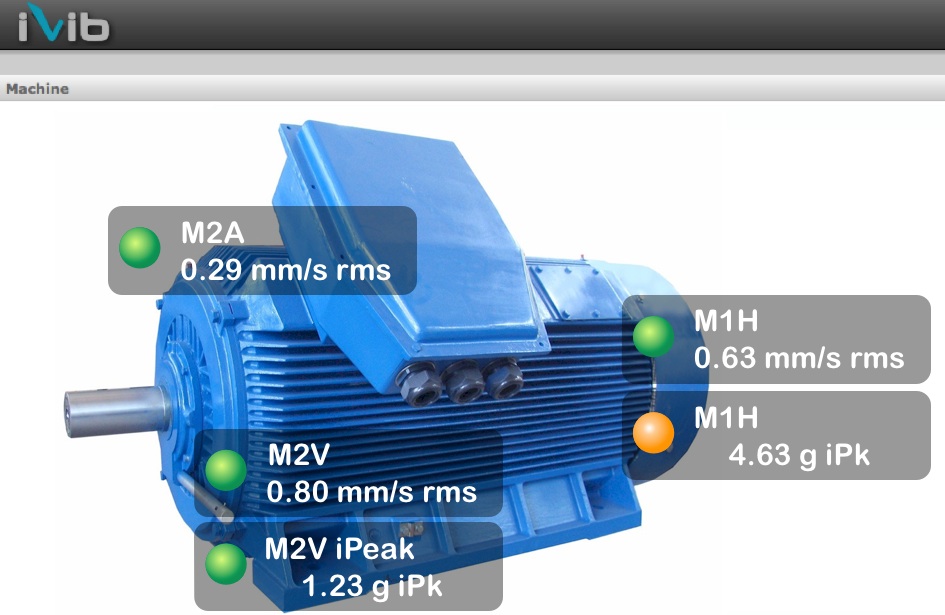 iVib
Machine
M2A
0.29 mm/s rms
M1H
0.63 mm/s rms
M1H
4.63 g iPk
M2V
0.80 mm/s rms
M2V iPeak
1.23 g iPk